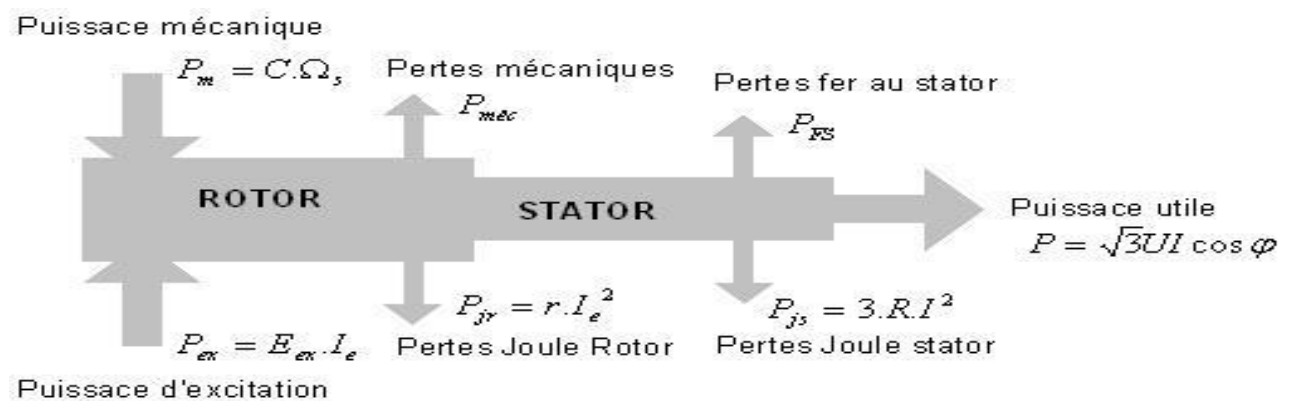 Puissace mécanique
P_m = C.Ω_s
Pertes mécaniques
P_méc
Pertes fer au stator
P_FS
ROTOR
STATOR
Puissace utile
P = √3UI cos φ
P_jr = r.I_e²
P_js = 3.R.I²
P_ex = E_ex.I_e
Pertes Joule Rotor
Pertes Joule stator
Puissace d'excitation